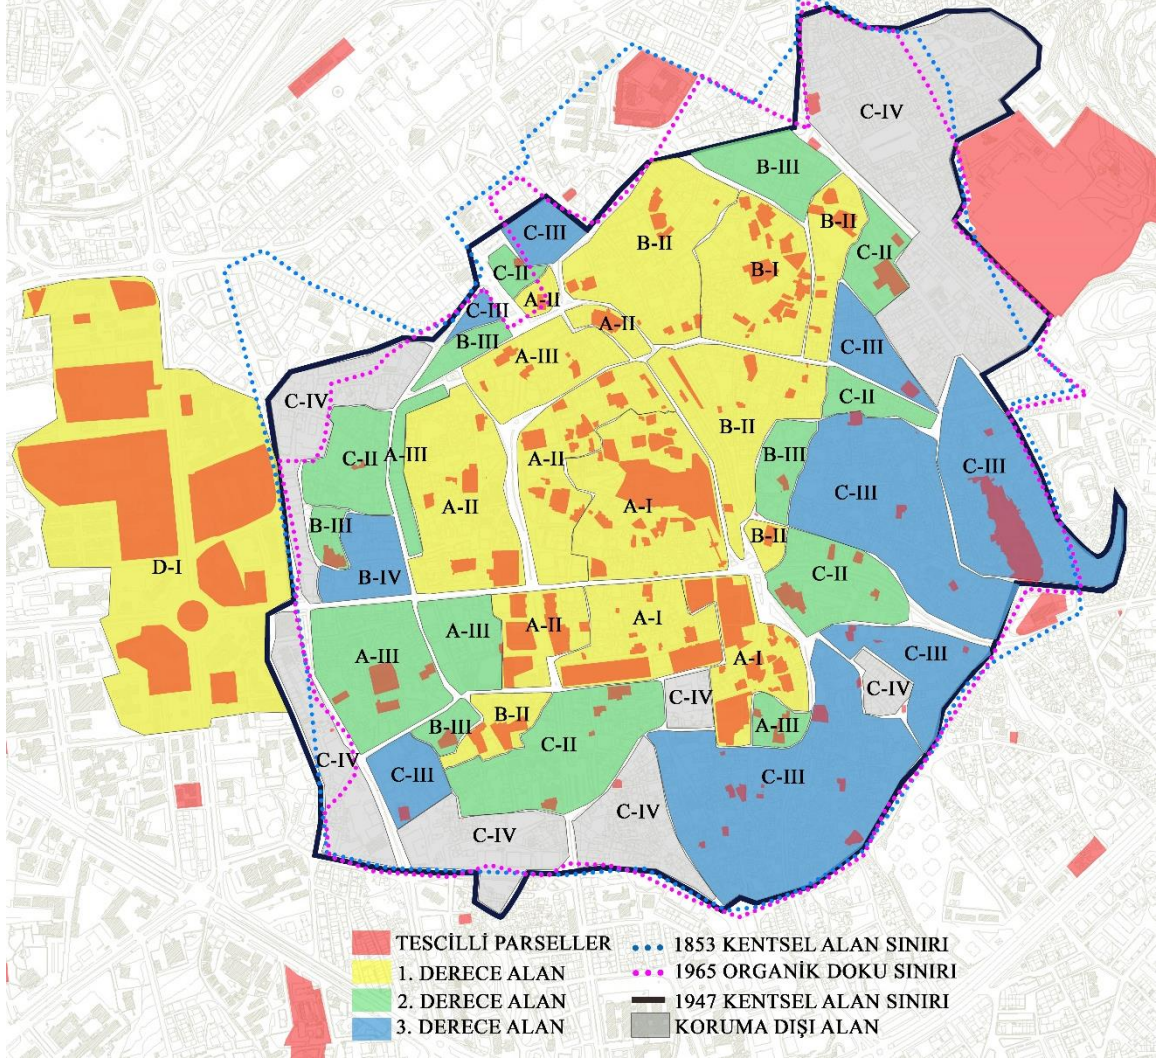 C-IV
B-III
B-II
C-III
B-II
C-II
B-I
C-II
A-II
C-III
A-II
B-III
A-III
C-III
C-IV
C-II
B-II
A-III
A-II
C-II
B-III
C-III
C-III
A-II
A-I
B-III
B-II
D-I
B-IV
C-II
A-II
A-I
A-III
A-III
A-I
C-III
C-IV
C-IV
B-II
B-III
A-III
C-II
C-IV
C-III
C-III
C-IV
C-IV
TESCİLLİ PARSELLER
1. DERECE ALAN
2. DERECE ALAN
3. DERECE ALAN
1853 KENTSEL ALAN SINIRI
1965 ORGANİK DOKU SINIRI
1947 KENTSEL ALAN SINIRI
KORUMA DIŞI ALAN